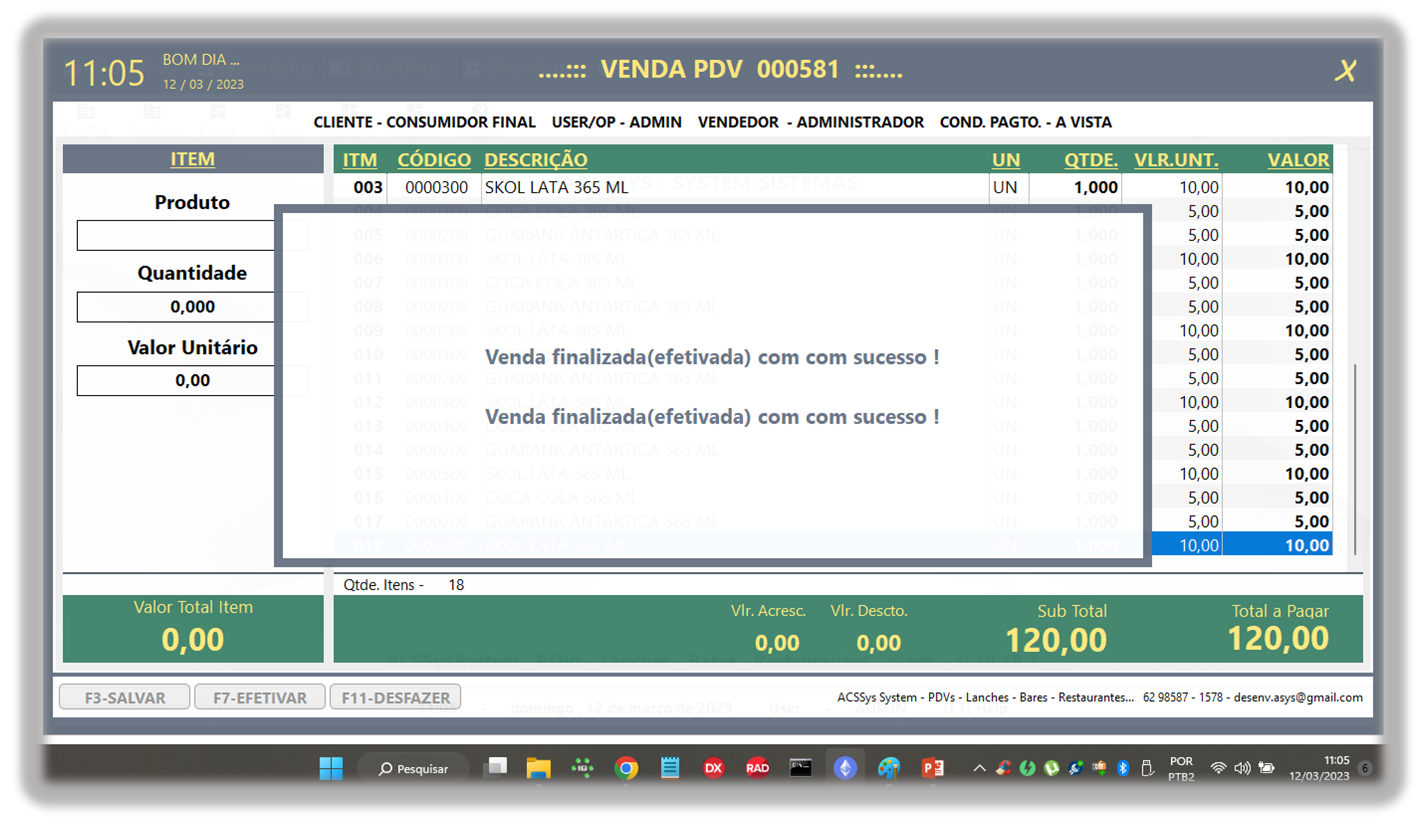 11:05
BOM DIA ...
12 / 03 / 2023
....::: VENDA PDV 000581 :::....
X
CLIENTE - CONSUMIDOR FINAL USER/OP - ADMIN VENDEDOR - ADMINISTRADOR COND. PAGTO. - A VISTA
ITEM
Produto
Quantidade
0,000
Valor Unitário
0,00
ITM CÓDIGO DESCRIÇÃO UN QTDE. VLR.UNT. VALOR
003 0000300 SKOL LATA 365 ML UN 1,000 10,00 10,00
004 0000100 COCA COLA 365 ML UN 1,000 5,00 5,00
005 0000200 GUARANA ANTARTICA 365 ML UN 1,000 5,00 5,00
006 0000300 SKOL LATA 365 ML UN 1,000 10,00 10,00
007 0000100 COCA COLA 365 ML UN 1,000 5,00 5,00
008 0000200 GUARANA ANTARTICA 365 ML UN 1,000 5,00 5,00
009 0000300 SKOL LATA 365 ML UN 1,000 10,00 10,00
010 0000100 UN 1,000 5,00 5,00
Venda finalizada(efetivada) com com sucesso !
011 0000200 GUARANA ANTARTICA 365 ML UN 1,000 5,00 5,00
012 0000300 SKOL LATA 365 ML UN 1,000 10,00 10,00
Venda finalizada(efetivada) com com sucesso !
013 0000100 UN 1,000 5,00 5,00
014 0000200 GUARANA ANTARTICA 365 ML UN 1,000 5,00 5,00
015 0000300 SKOL LATA 365 ML UN 1,000 10,00 10,00
016 0000100 COCA COLA 365 ML UN 1,000 5,00 5,00
017 0000200 GUARANA ANTARTICA 365 ML UN 1,000 5,00 5,00
018 0000300 SKOL LATA 365 ML UN 1,000 10,00 10,00
Qtde. Itens - 18
Valor Total Item
0,00
Vlr. Acresc. Vlr. Descto. Sub Total Total a Pagar
0,00 0,00 120,00 120,00
F3-SALVAR F7-EFETIVAR F11-DESFAZER
ACSSys System - PDVs - Lanches - Bares - Restaurantes... 62 98587 - 1578 - desenv.asys@gmail.com
domingo , 12 de março de 2023 User - ADMIN (F1) Help
Pesquisar
DX
RAD
POR
PTB2
11:05
12/03/2023
6